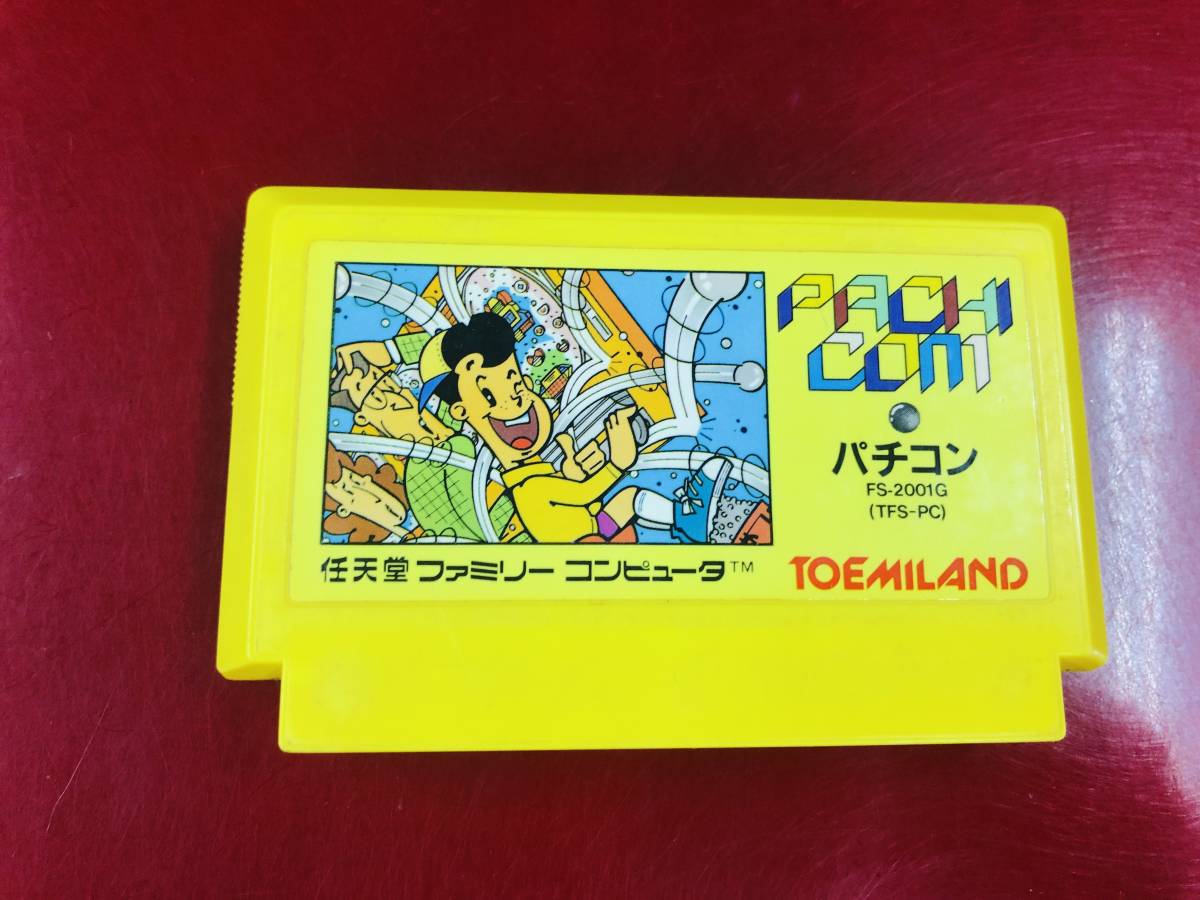 PACHI
COM
パチコン
FS-2001G
(TFS-PC)
任天堂 ファミリー コンピュータ™
TOEMILAND